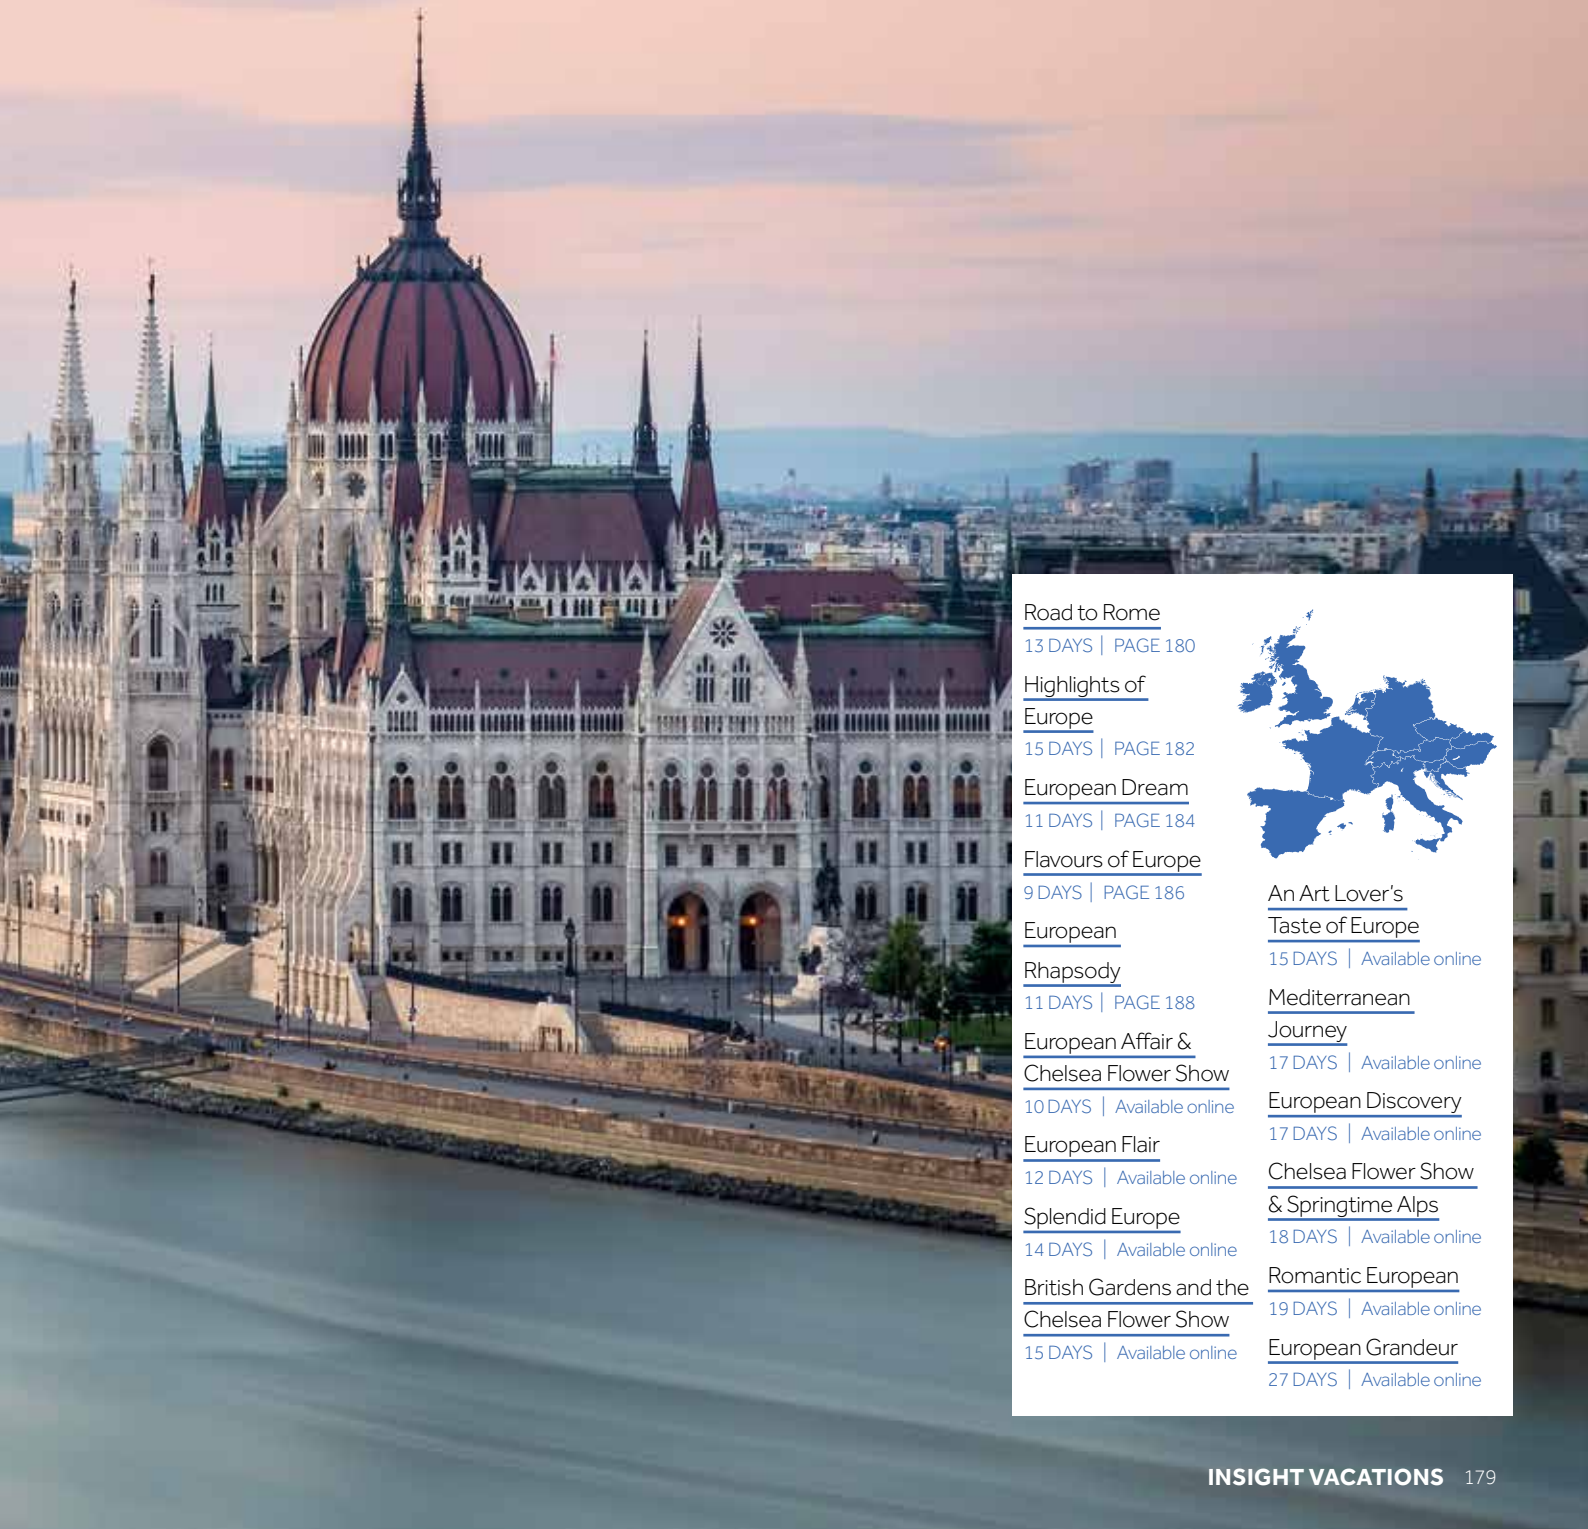 Road to Rome
13 DAYS | PAGE 180
Highlights of
Europe
15 DAYS | PAGE 182
European Dream
11 DAYS | PAGE 184
Flavours of Europe
9 DAYS | PAGE 186
European
Rhapsody
11 DAYS | PAGE 188
European Affair &
Chelsea Flower Show
10 DAYS | Available online
European Flair
12 DAYS | Available online
Splendid Europe
14 DAYS | Available online
British Gardens and the
Chelsea Flower Show
15 DAYS | Available online
An Art Lover’s
Taste of Europe
15 DAYS | Available online
Mediterranean
Journey
17 DAYS | Available online
European Discovery
17 DAYS | Available online
Chelsea Flower Show
& Springtime Alps
18 DAYS | Available online
Romantic European
19 DAYS | Available online
European Grandeur
27 DAYS | Available online
INSIGHT VACATIONS 179